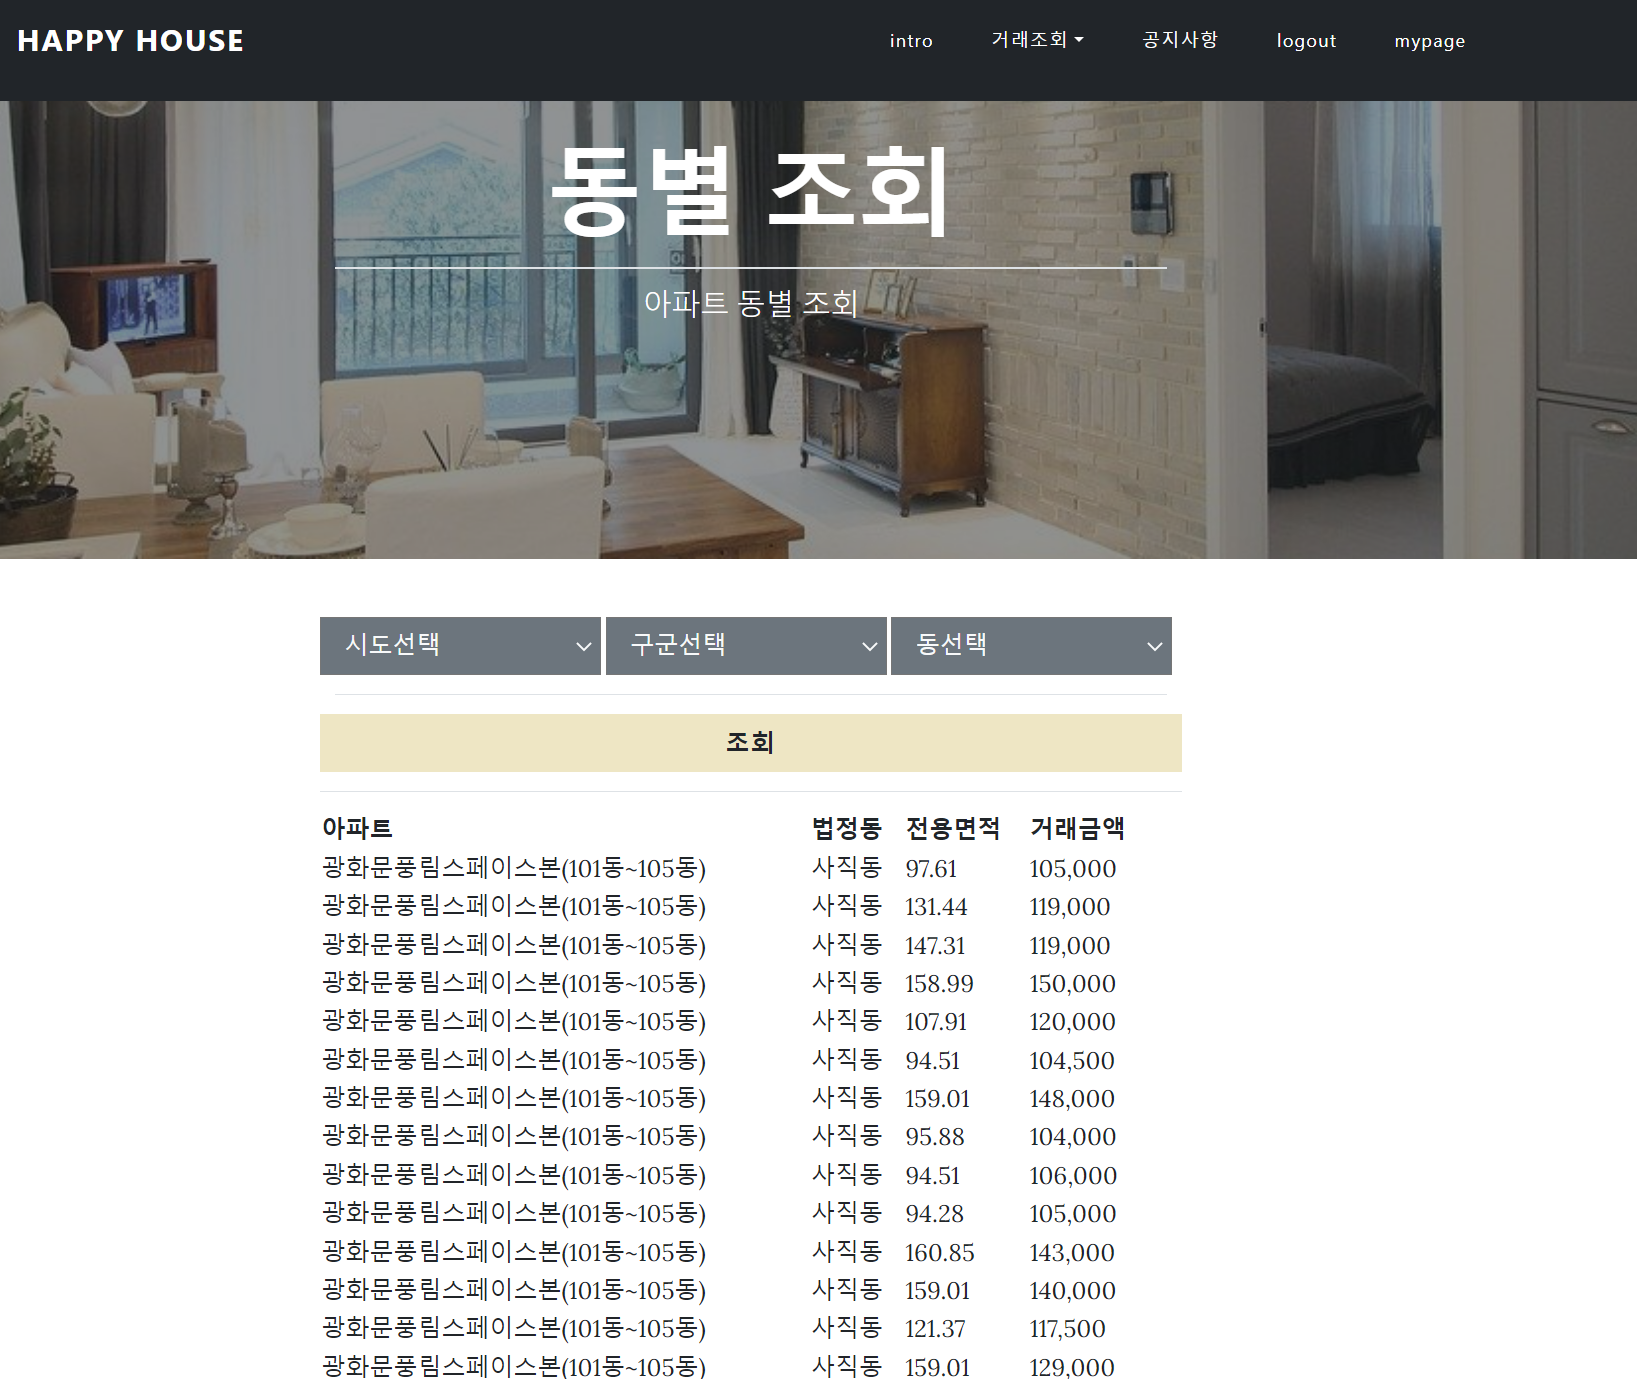 HAPPY HOUSE intro 거래조회 공지사항 logout mypage
동별 조회
아파트 동별 조회
시도선택 구군선택 동선택
조회
아파트 법정동 전용면적 거래금액
광화문풍림스페이스본(101동~105동) 사직동 97.61 105,000
광화문풍림스페이스본(101동~105동) 사직동 131.44 119,000
광화문풍림스페이스본(101동~105동) 사직동 147.31 119,000
광화문풍림스페이스본(101동~105동) 사직동 158.99 150,000
광화문풍림스페이스본(101동~105동) 사직동 107.91 120,000
광화문풍림스페이스본(101동~105동) 사직동 94.51 104,500
광화문풍림스페이스본(101동~105동) 사직동 159.01 148,000
광화문풍림스페이스본(101동~105동) 사직동 95.88 104,000
광화문풍림스페이스본(101동~105동) 사직동 94.51 106,000
광화문풍림스페이스본(101동~105동) 사직동 94.28 105,000
광화문풍림스페이스본(101동~105동) 사직동 160.85 143,000
광화문풍림스페이스본(101동~105동) 사직동 159.01 140,000
광화문풍림스페이스본(101동~105동) 사직동 121.37 117,500
광화문풍림스페이스본(101동~105동) 사직동 159.01 129,000